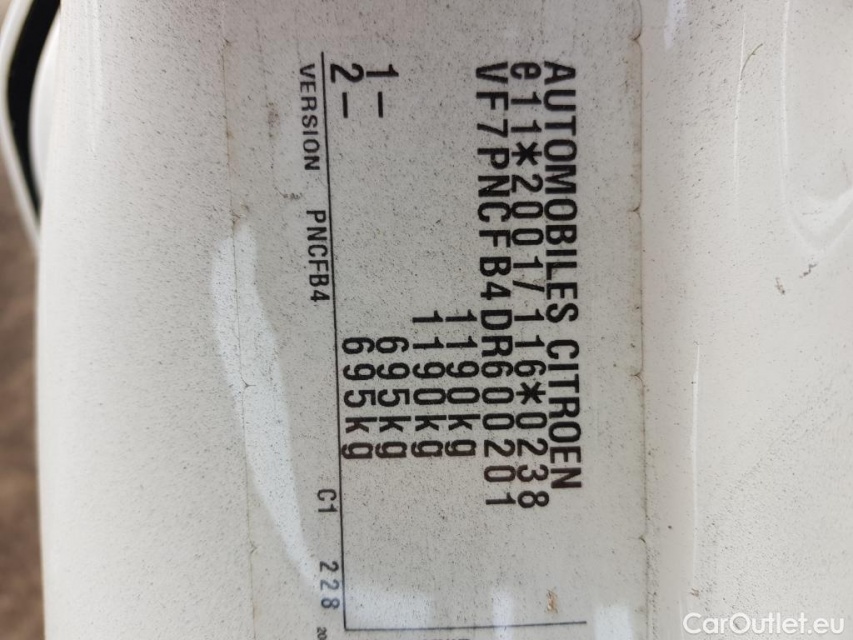 AUTOMOBILES CITROEN
e11*2001/116*0238
VF7PNCFB4DR600201
1190kg
1190kg
1- 695kg
2- 695kg
VERSION PNCFB4 C1 228
20
CarOutlet.eu